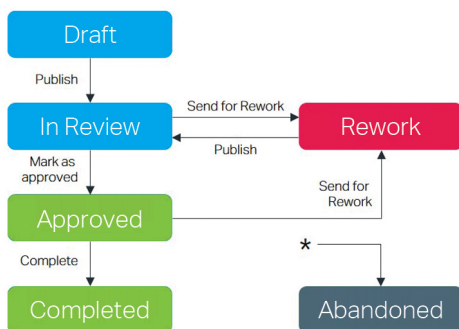 Draft
Publish
Send for Rework
In Review
Rework
Publish
Mark as
approved
Send for
Rework
Approved
*
Complete
Completed
Abandoned